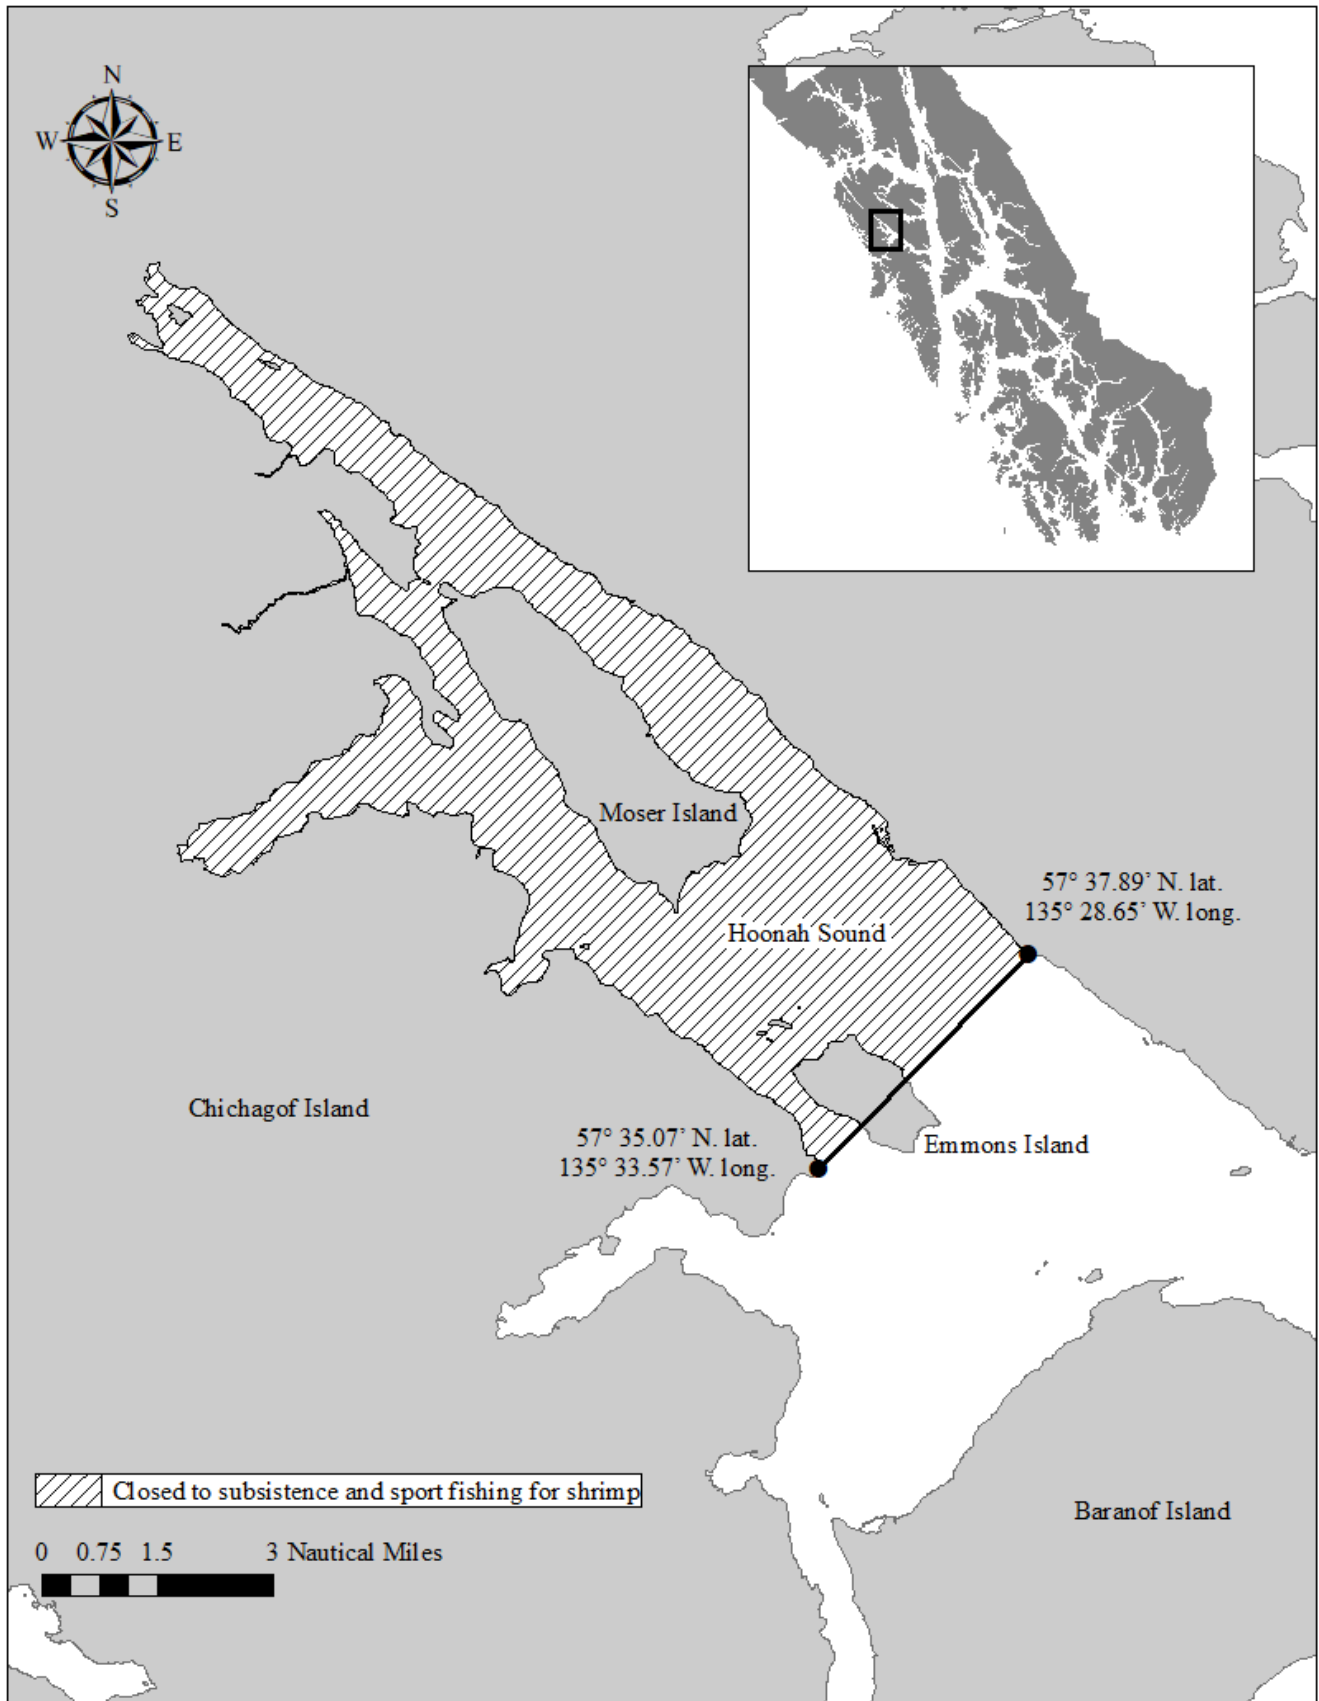 N
W E
S
Moser Island
57° 37.89’ N. lat.
135° 28.65’ W. long.
Hoonah Sound
Chichagof Island
57° 35.07’ N. lat.
135° 33.57’ W. long.
Emmons Island
Closed to subsistence and sport fishing for shrimp
Baranof Island
0 0.75 1.5 3 Nautical Miles